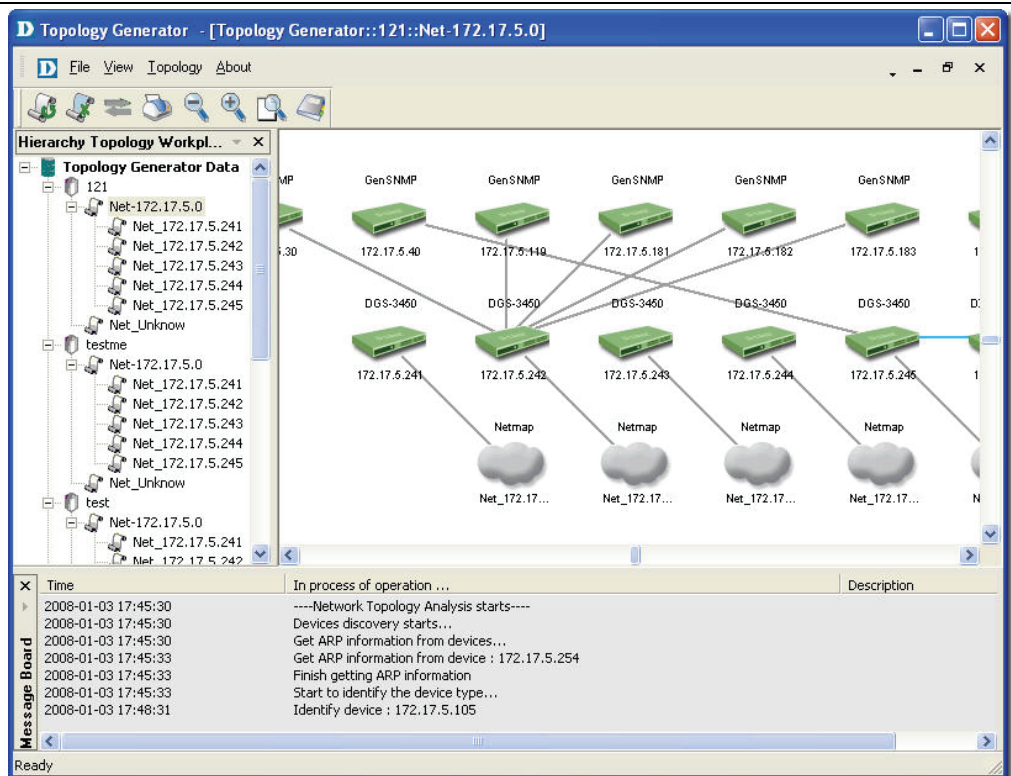 Topology Generator - [Topology Generator::121::Net-172.17.5.0]
File View Topology About
Hierarchy Topology Workpl...
Topology Generator Data
121
Net-172.17.5.0
Net_172.17.5.241
Net_172.17.5.242
Net_172.17.5.243
Net_172.17.5.244
Net_172.17.5.245
Net_Unknow
testme
Net-172.17.5.0
Net_172.17.5.241
Net_172.17.5.242
Net_172.17.5.243
Net_172.17.5.244
Net_172.17.5.245
Net_Unknow
test
Net-172.17.5.0
Net_172.17.5.241
Net_172.17.5.242
MP GenSNMP GenSNMP GenSNMP GenSNMP GenSNMP
5.30 172.17.5.40 172.17.5.119 172.17.5.181 172.17.5.182 172.17.5.183 1
DGS-3450 DGS-3450 DGS-3450 DGS-3450 DGS-3450 D
172.17.5.241 172.17.5.242 172.17.5.243 172.17.5.244 172.17.5.245 1
Netmap Netmap Netmap Netmap
Net_172.17... Net_172.17... Net_172.17... Net_172.17... N
Message Board
Time In process of operation ... Description
2008-01-03 17:45:30 ----Network Topology Analysis starts----
2008-01-03 17:45:30 Devices discovery starts...
2008-01-03 17:45:30 Get ARP information from devices...
2008-01-03 17:45:33 Get ARP information from device : 172.17.5.254
2008-01-03 17:45:33 Finish getting ARP information
2008-01-03 17:45:33 Start to identify the device type...
2008-01-03 17:48:31 Identify device : 172.17.5.105
Ready